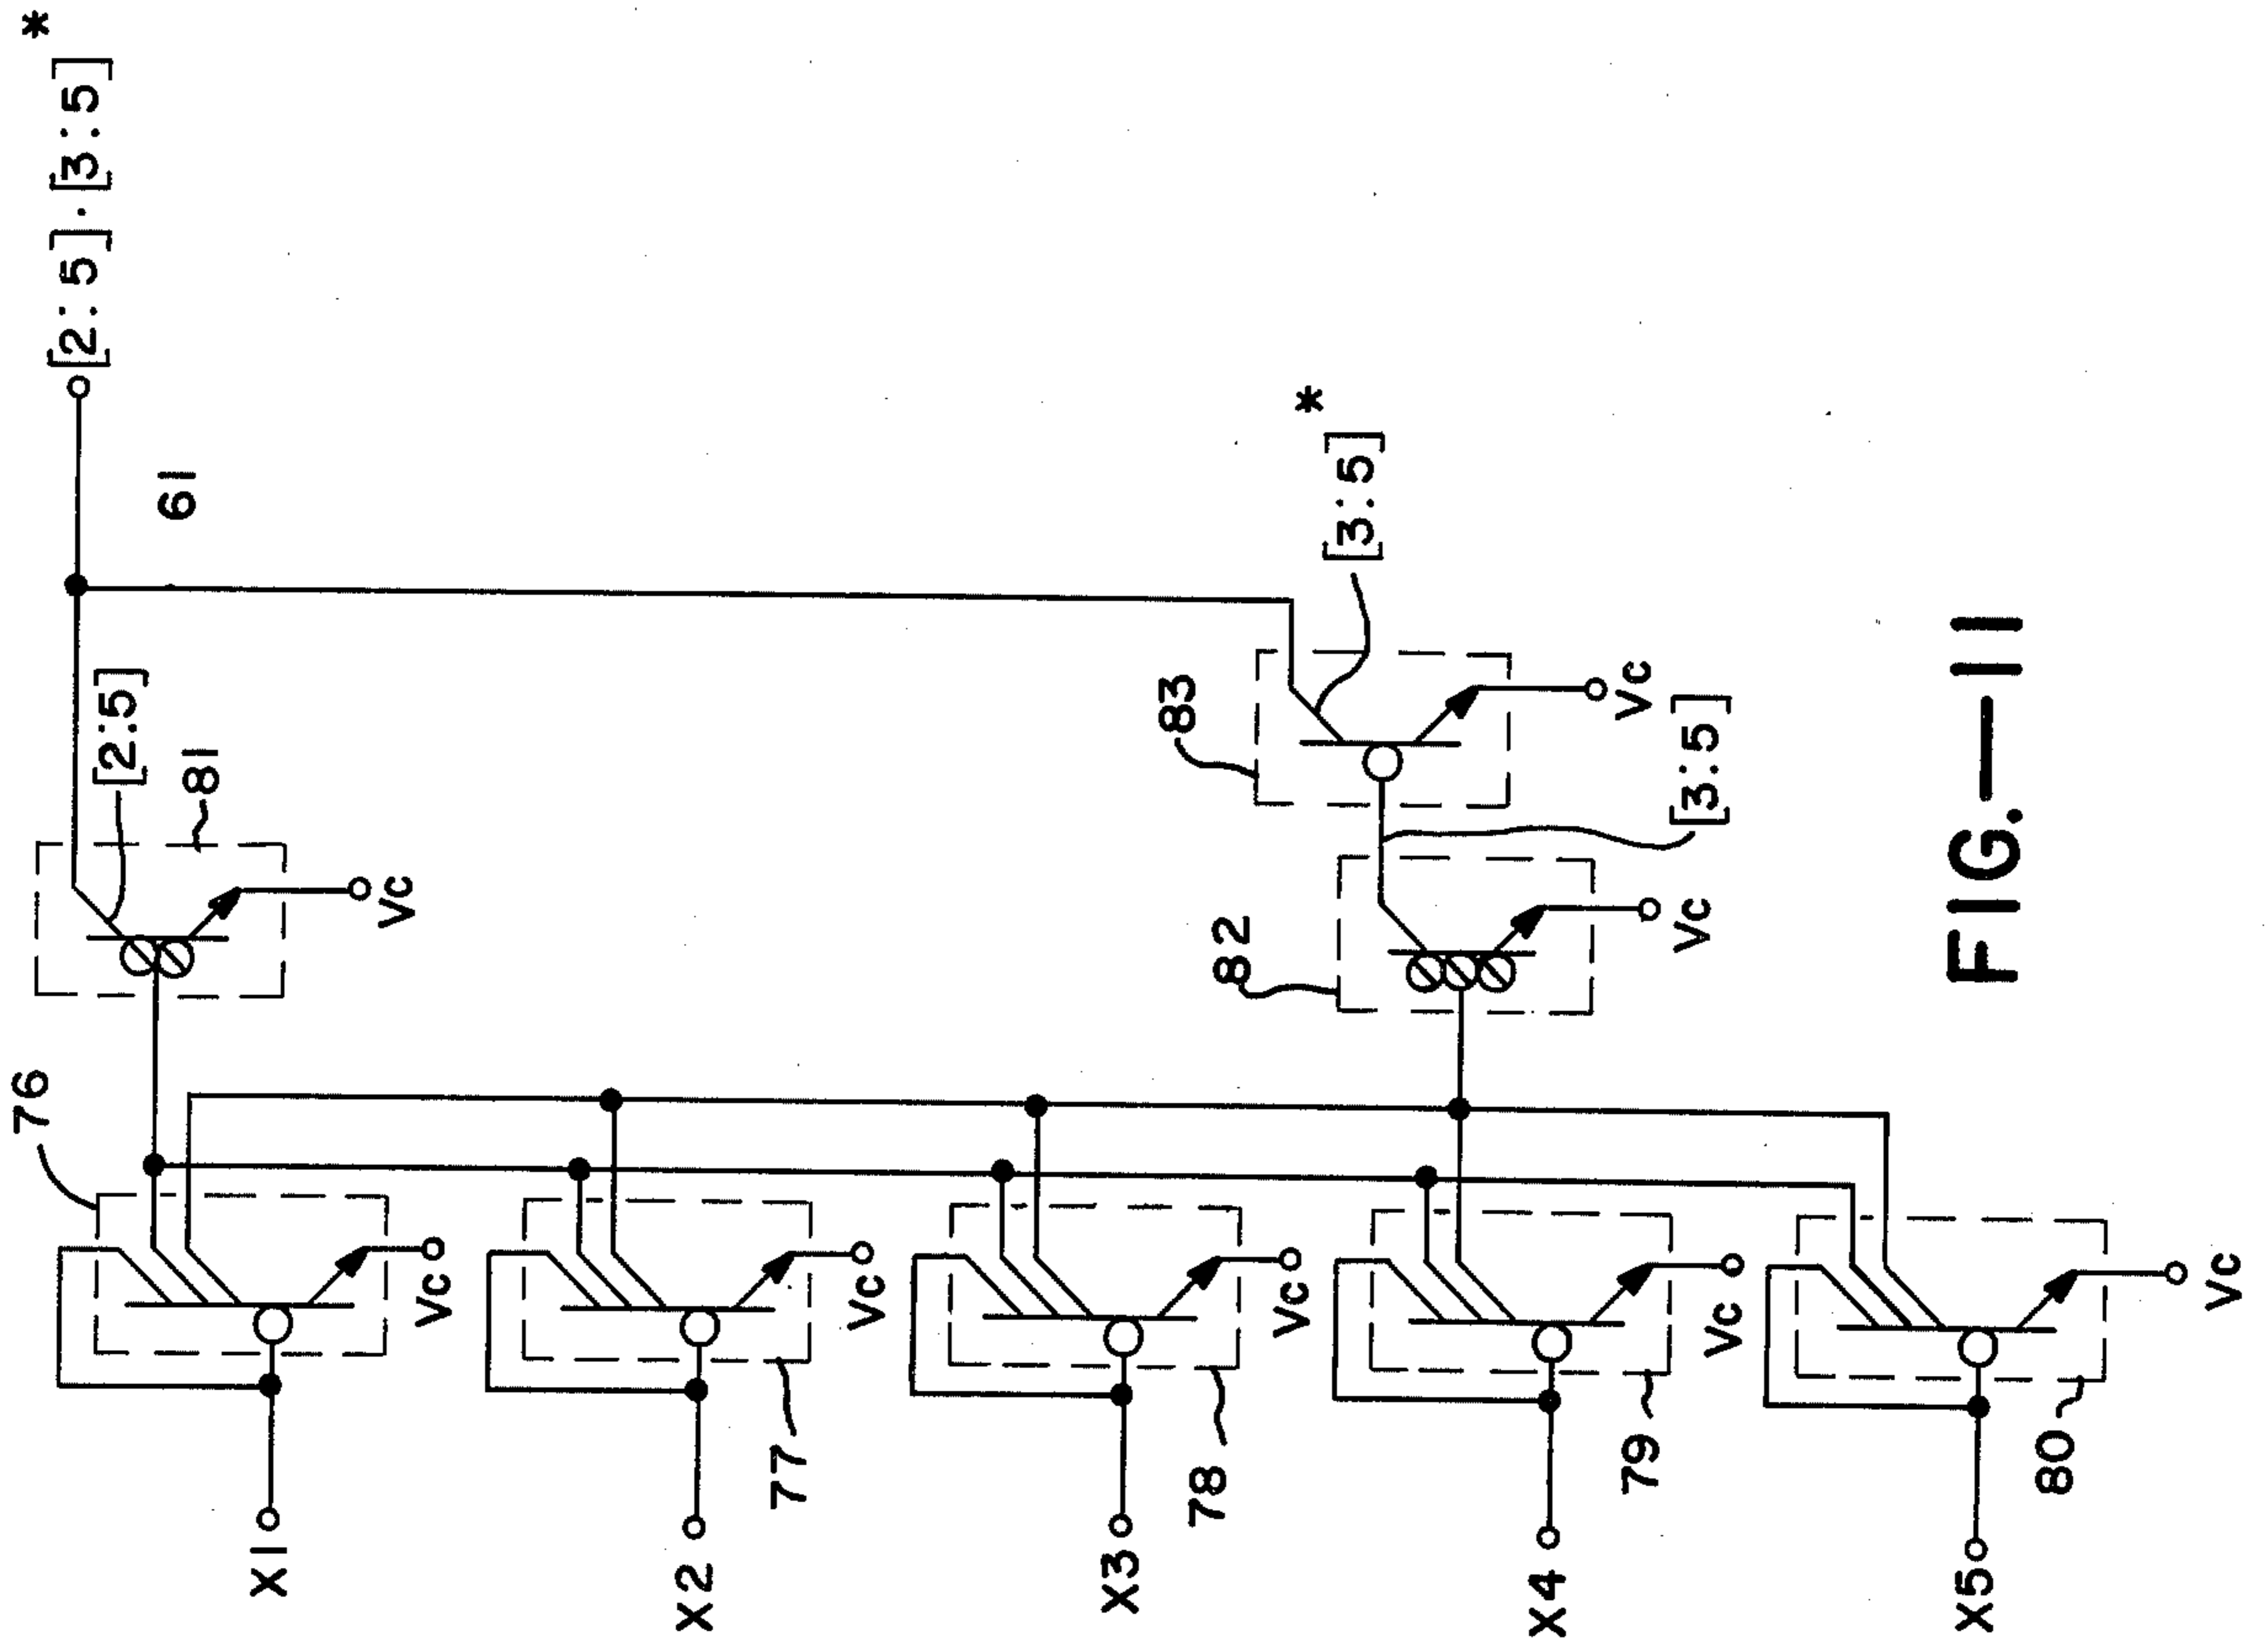 [2:5]·[3:5]*
61
[2:5]
81
76
X1
Vc
Vc
X2
77
Vc
[3:5]*
83
82
Vc
[3:5]
Vc
X3
78
Vc
X4
79
Vc
X5
80
Vc
FIG.—11